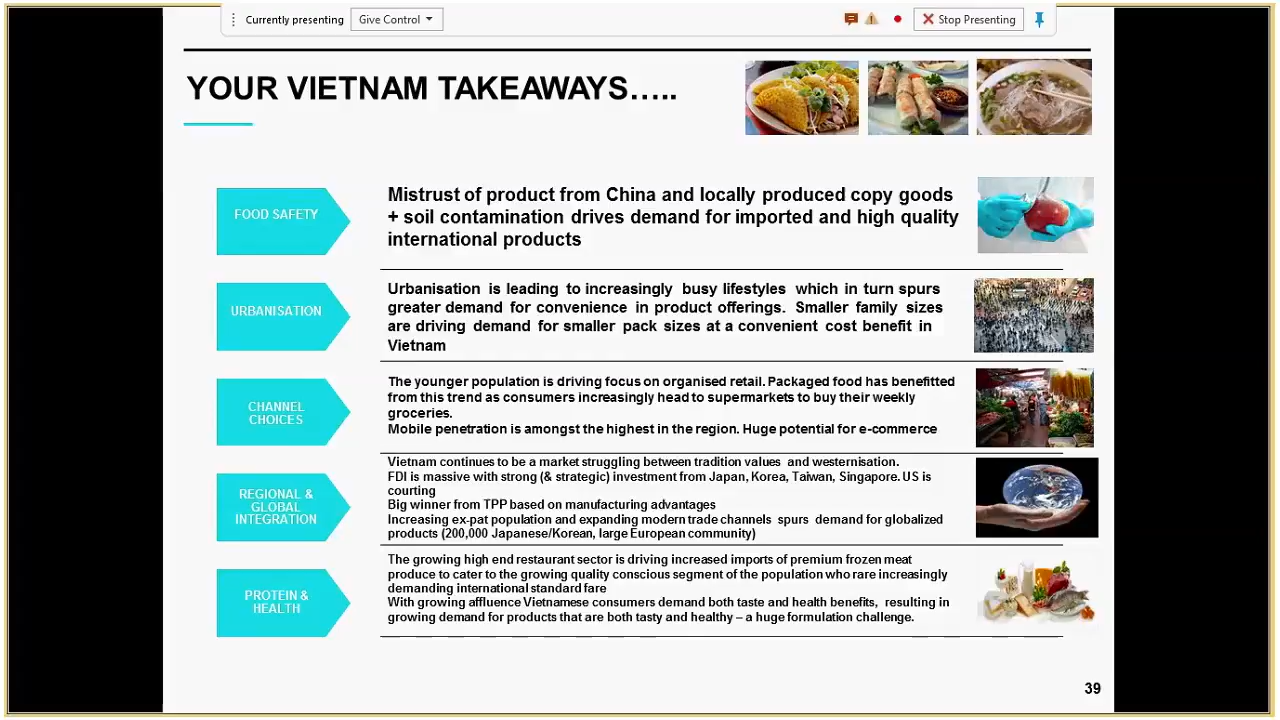 Currently presenting
Give Control
Stop Presenting
YOUR VIETNAM TAKEAWAYS…..
FOOD SAFETY
Mistrust of product from China and locally produced copy goods
+ soil contamination drives demand for imported and high quality
international products
URBANISATION
Urbanisation is leading to increasingly busy lifestyles which in turn spurs
greater demand for convenience in product offerings. Smaller family sizes
are driving demand for smaller pack sizes at a convenient cost benefit in
Vietnam
CHANNEL
CHOICES
The younger population is driving focus on organised retail. Packaged food has benefitted
from this trend as consumers increasingly head to supermarkets to buy their weekly
groceries.
Mobile penetration is amongst the highest in the region. Huge potential for e-commerce
REGIONAL &
GLOBAL
INTEGRATION
Vietnam continues to be a market struggling between tradition values and westernisation.
FDI is massive with strong (& strategic) investment from Japan, Korea, Taiwan, Singapore. US is
courting
Big winner from TPP based on manufacturing advantages
Increasing ex-pat population and expanding modern trade channels spurs demand for globalized
products (200,000 Japanese/Korean, large European community)
PROTEIN &
HEALTH
The growing high end restaurant sector is driving increased imports of premium frozen meat
produce to cater to the growing quality conscious segment of the population who rare increasingly
demanding international standard fare
With growing affluence Vietnamese consumers demand both taste and health benefits, resulting in
growing demand for products that are both tasty and healthy – a huge formulation challenge.
39